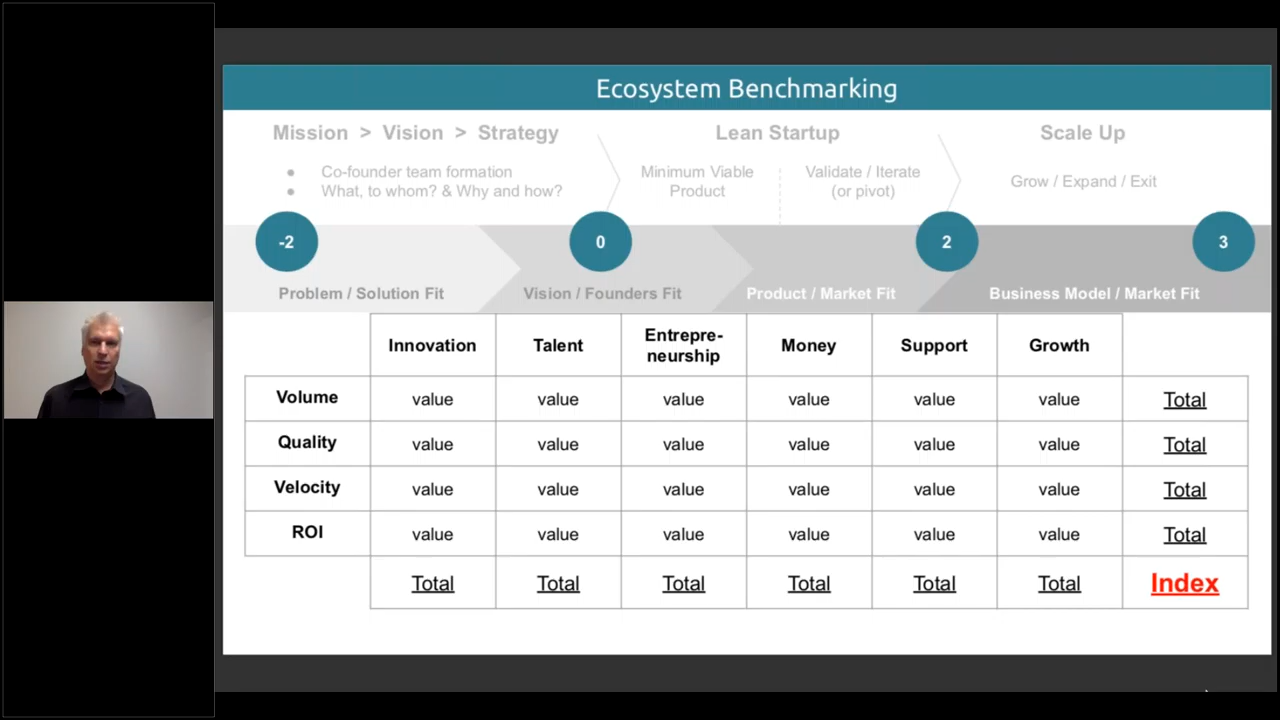 Ecosystem Benchmarking
Mission > Vision > Strategy
Lean Startup
Scale Up
● Co-founder team formation
● What, to whom? & Why and how?
Minimum Viable
Product
Validate / Iterate
(or pivot)
Grow / Expand / Exit
-2
0
2
3
Problem / Solution Fit
Vision / Founders Fit
Product / Market Fit
Business Model / Market Fit
Innovation Talent Entrepre-
neurship Money Support Growth
Volume value value value value value value Total
Quality value value value value value value Total
Velocity value value value value value value Total
ROI value value value value value value Total
Total Total Total Total Total Total Index